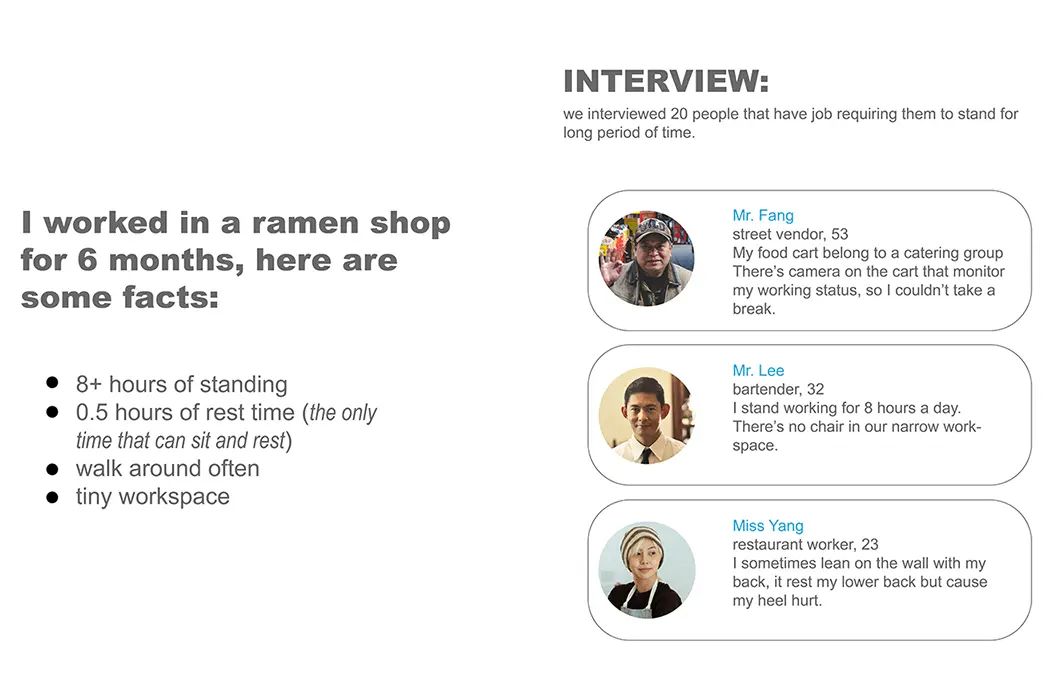 I worked in a ramen shop
for 6 months, here are
some facts:
● 8+ hours of standing
● 0.5 hours of rest time (the only
time that can sit and rest)
● walk around often
● tiny workspace
INTERVIEW:
we interviewed 20 people that have job requiring them to stand for
long period of time.
Mr. Fang
street vendor, 53
My food cart belong to a catering group
There’s camera on the cart that monitor
my working status, so I couldn’t take a
break.
Mr. Lee
bartender, 32
I stand working for 8 hours a day.
There’s no chair in our narrow work-
space.
Miss Yang
restaurant worker, 23
I sometimes lean on the wall with my
back, it rest my lower back but cause
my heel hurt.